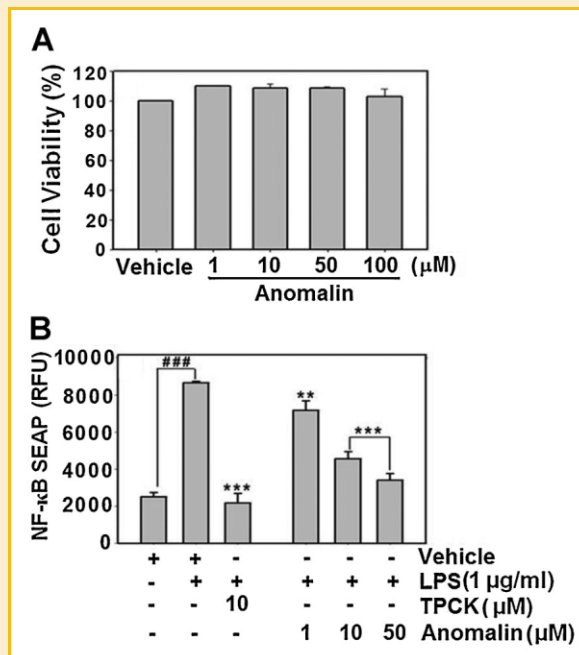 A
Cell Viability (%)
120
100
80
60
40
20
0
Vehicle 1 10 50 100 (μM)
Anomalin
B
NF-κB SEAP (RFU)
10000
8000
6000
4000
2000
0
###
***
**
***
+ + - - - - Vehicle
- + + + + + LPS (1 μg/ml)
- - 10 - - - TPCK (μM)
- - - 1 10 50 Anomalin (μM)